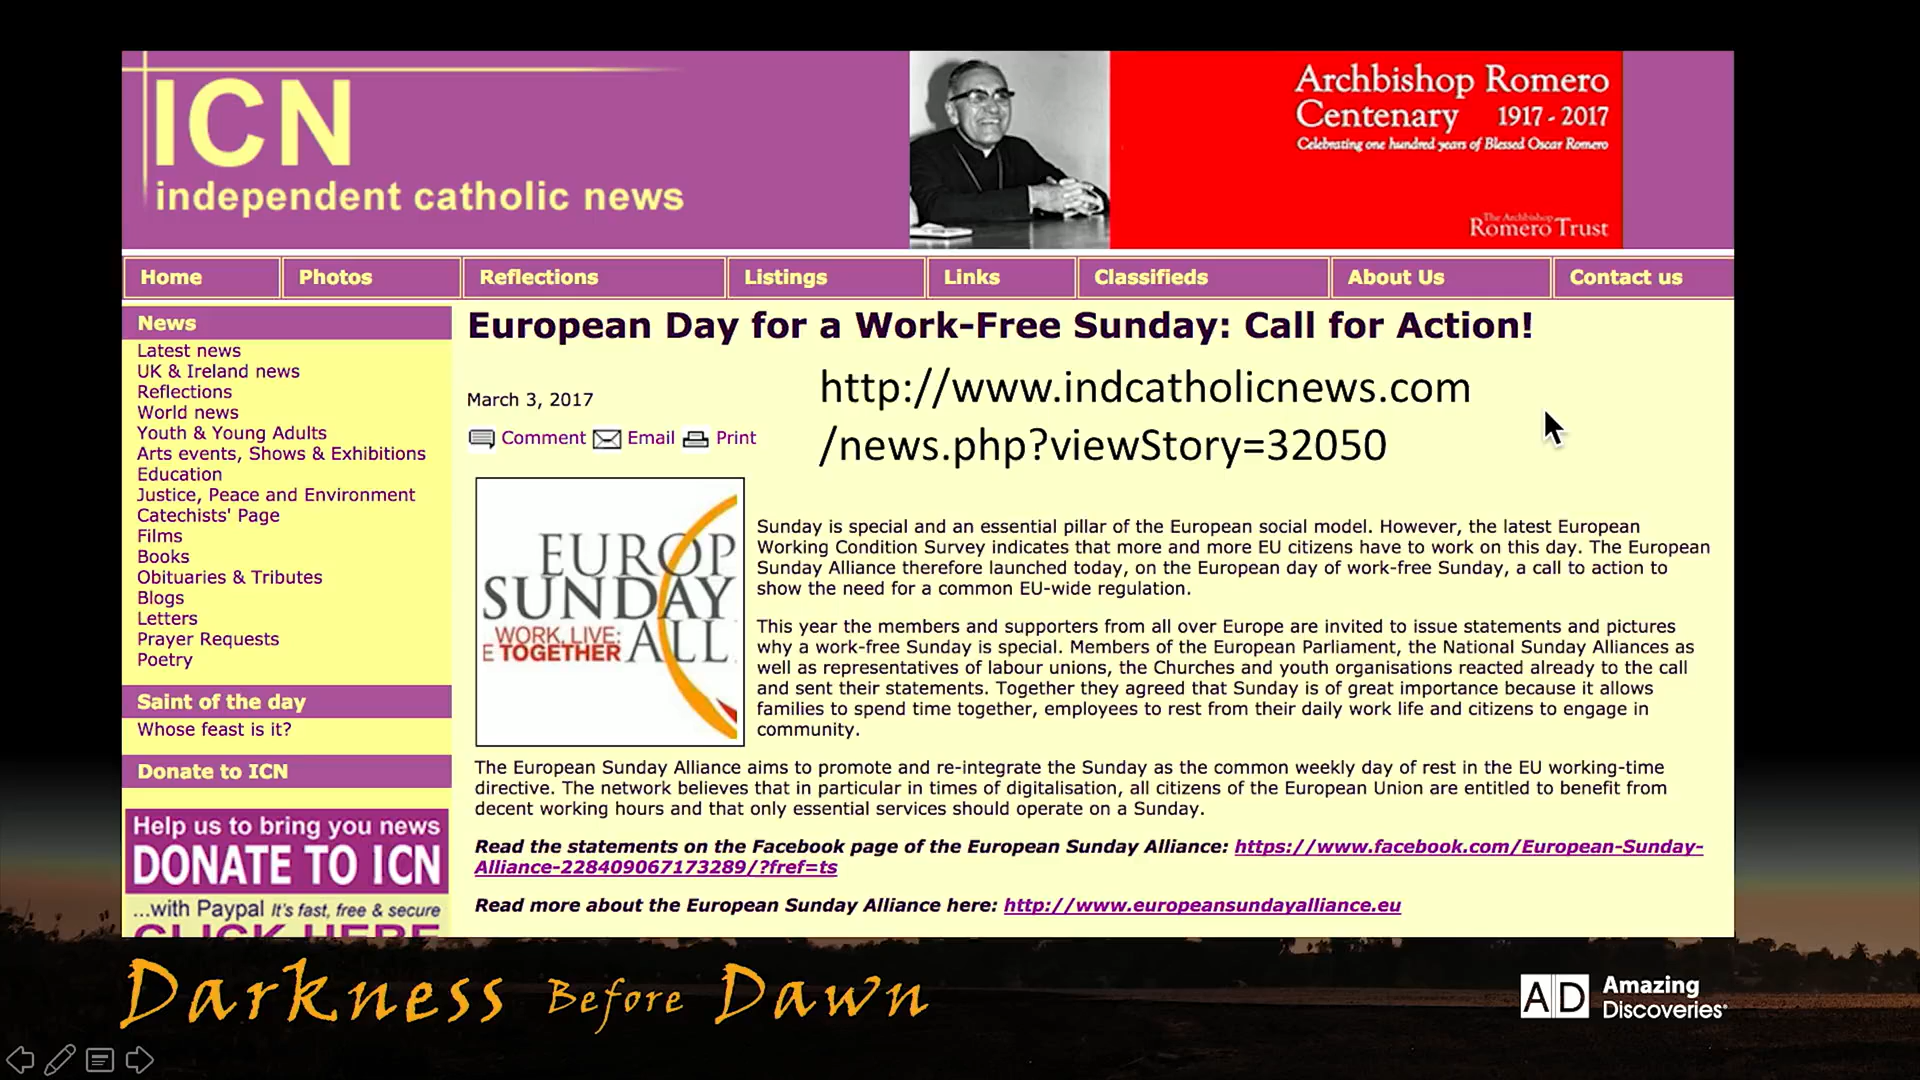 ICN
independent catholic news
Archbishop Romero
Centenary 1917 - 2017
Celebrating one hundred years of Blessed Oscar Romero
The Archbishop
Romero Trust
Home Photos Reflections Listings Links Classifieds About Us Contact us
News
Latest news
UK & Ireland news
Reflections
World news
Youth & Young Adults
Arts events, Shows & Exhibitions
Education
Justice, Peace and Environment
Catechists' Page
Films
Books
Obituaries & Tributes
Blogs
Letters
Prayer Requests
Poetry
Saint of the day
Whose feast is it?
Donate to ICN
Help us to bring you news
DONATE TO ICN
...with Paypal It's fast, free & secure
CLICK HERE
European Day for a Work-Free Sunday: Call for Action!
http://www.indcatholicnews.com
/news.php?viewStory=32050
March 3, 2017
Comment Email Print
EUROP
SUNDAY
WORK, LIVE:
E TOGETHER ALL
Sunday is special and an essential pillar of the European social model. However, the latest European
Working Condition Survey indicates that more and more EU citizens have to work on this day. The European
Sunday Alliance therefore launched today, on the European day of work-free Sunday, a call to action to
show the need for a common EU-wide regulation.
This year the members and supporters from all over Europe are invited to issue statements and pictures
why a work-free Sunday is special. Members of the European Parliament, the National Sunday Alliances as
well as representatives of labour unions, the Churches and youth organisations reacted already to the call
and sent their statements. Together they agreed that Sunday is of great importance because it allows
families to spend time together, employees to rest from their daily work life and citizens to engage in
community.
The European Sunday Alliance aims to promote and re-integrate the Sunday as the common weekly day of rest in the EU working-time
directive. The network believes that in particular in times of digitalisation, all citizens of the European Union are entitled to benefit from
decent working hours and that only essential services should operate on a Sunday.
Read the statements on the Facebook page of the European Sunday Alliance: https://www.facebook.com/European-Sunday-
Alliance-228409067173289/?fref=ts
Read more about the European Sunday Alliance here: http://www.europeansundayalliance.eu
Darkness Before Dawn
AD Amazing
Discoveries